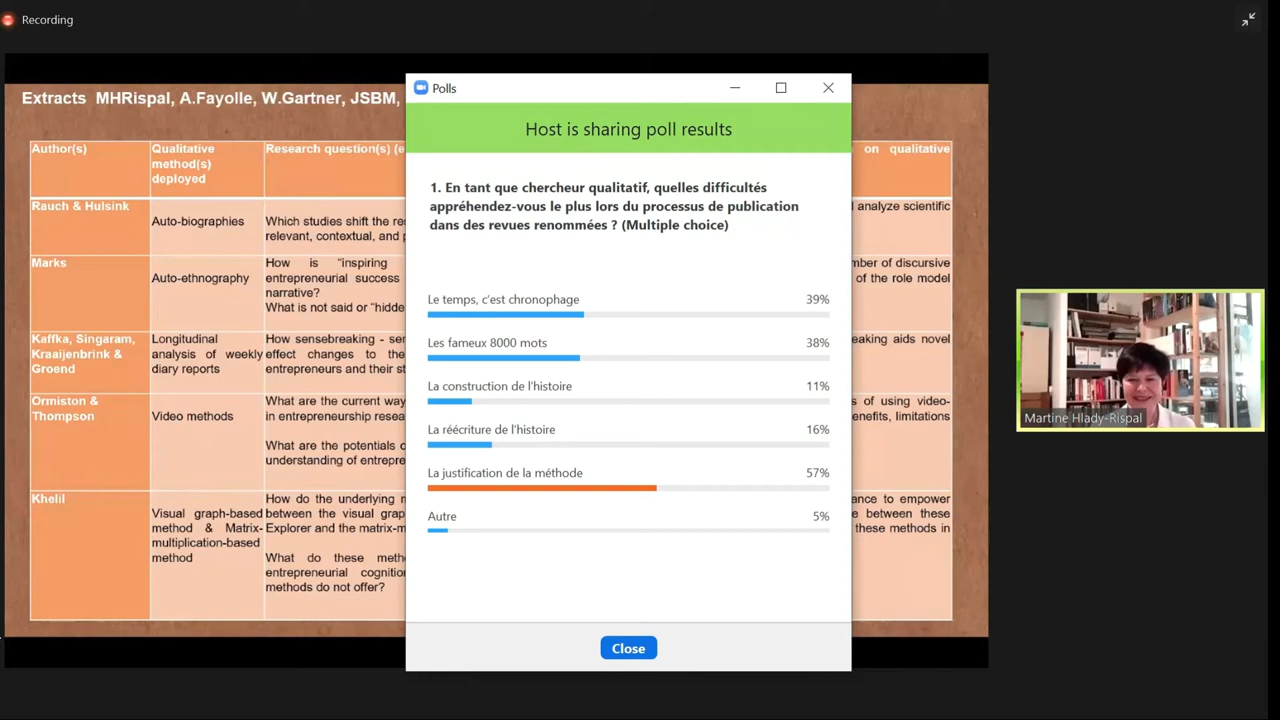 Recording
Extracts MHRispal, A.Fayolle, W.Gartner, JSBM,
Author(s)
Qualitative
method(s)
deployed
Research question(s) (e
on qualitative
Rauch & Hulsink
Auto-biographies
Which studies shift the re
relevant, contextual, and p
analyze scientific
Marks
Auto-ethnography
How is "inspiring
entrepreneurial success
narrative?
What is not said or "hidde
mber of discursive
of the role model
Kaffka, Singaram,
Kraaijenbrink &
Groend
Longitudinal
analysis of weekly
diary reports
How sensebreaking - ser
effect changes to the
entrepreneurs and their st
eaking aids novel
Ormiston &
Thompson
Video methods
What are the current way
in entrepreneurship resea
What are the potentials o
understanding of entrepre
s of using video-
enefits, limitations
Khelil
Visual graph-based
method & Matrix-
multiplication-based
method
How do the underlying m
between the visual grap
Explorer and the matrix-m
What do these metho
entrepreneurial cognition
methods do not offer?
ance to empower
e between these
these methods in
Polls
Host is sharing poll results
1. En tant que chercheur qualitatif, quelles difficultés
appréhendez-vous le plus lors du processus de publication
dans des revues renommées ? (Multiple choice)
Le temps, c'est chronophage 39%
Les fameux 8000 mots 38%
La construction de l'histoire 11%
La réécriture de l'histoire 16%
La justification de la méthode 57%
Autre 5%
Close
Martine Hlady-Rispal